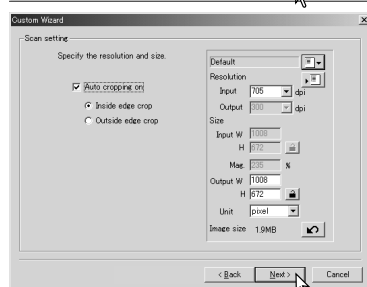 Custom Wizard
Scan setting
Specify the resolution and size.
Auto cropping on
Inside edge crop
Outside edge crop
Default
Resolution
Input 705 dpi
Output 300 dpi
Size
Input W 1008
H 672
Mag. 235 %
Output W 1008
H 672
Unit pixel
Image size 1.9MB
< Back Next > Cancel